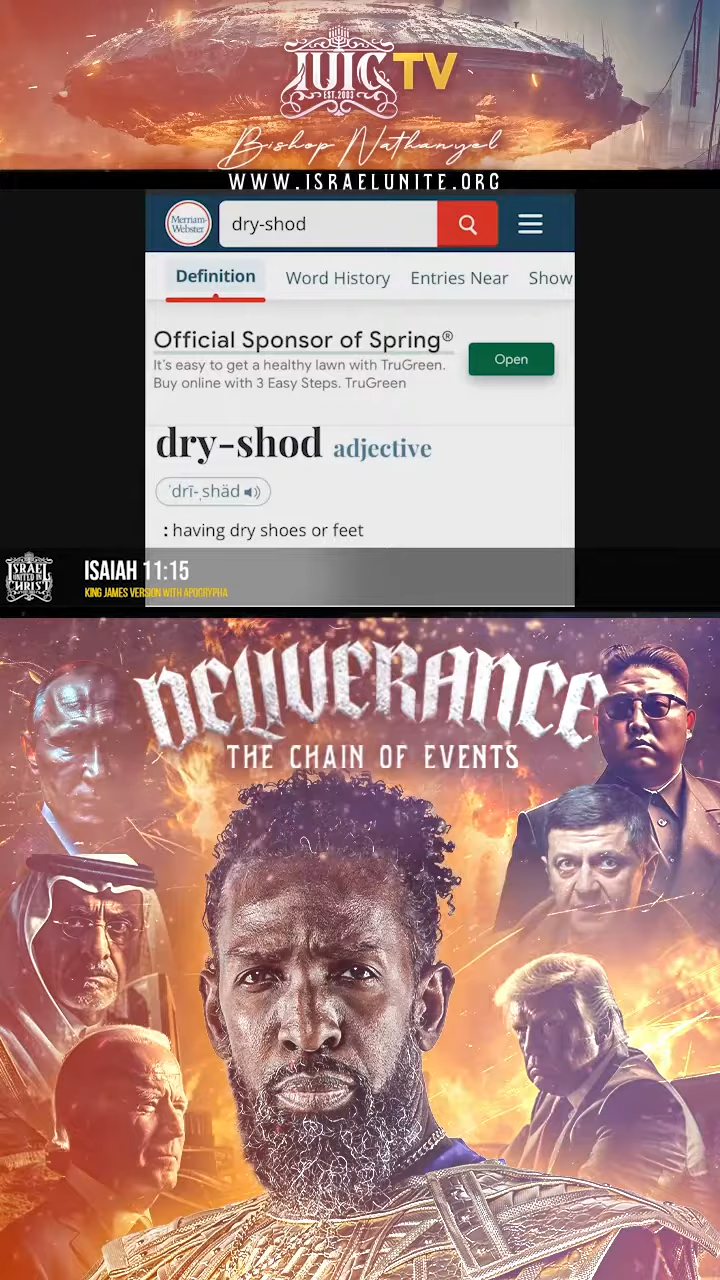 IUIC TV
EST.2003
Bishop Nathanyel
WWW.ISRAELUNITE.ORG
Merriam-
Webster
dry-shod
Definition Word History Entries Near Show
Official Sponsor of Spring®
It's easy to get a healthy lawn with TruGreen.
Buy online with 3 Easy Steps. TruGreen
Open
dry-shod adjective
ˈdrī-ˌshäd
: having dry shoes or feet
ISRAEL
UNITED IN
CHRIST
ISAIAH 11:15
KING JAMES VERSION WITH APOCRYPHA
DELIVERANCE
THE CHAIN OF EVENTS